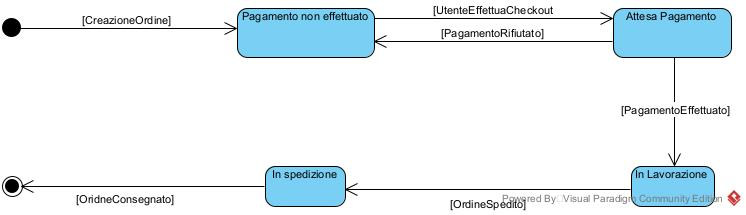 [CreazioneOrdine]
Pagamento non effettuato
[UtenteEffettuaCheckout
Attesa Pagamento
[PagamentoRifiutato]
[PagamentoEffettuato]
In spedizione
In Lavorazione
[OridneConsegnato]
[OrdineSpedito]
Powered By Visual Paradigm Community Edition